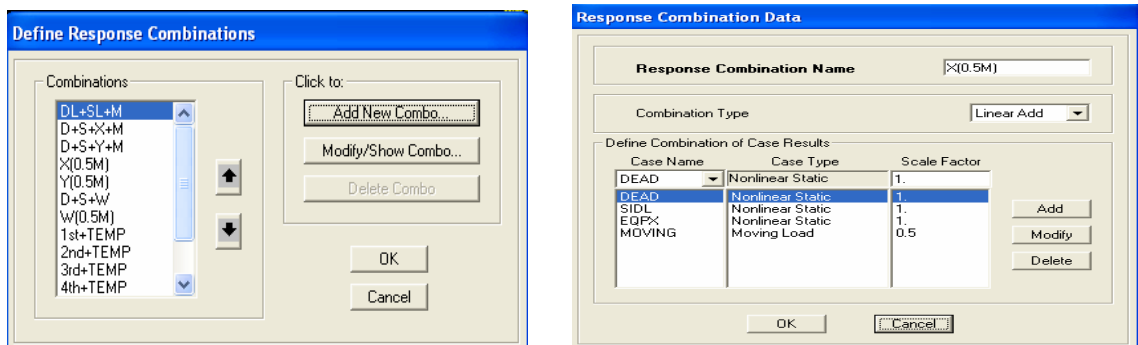 Define Response Combinations
Combinations
DL+SL+M
D+S+X+M
D+S+Y+M
X(0.5M)
Y(0.5M)
D+S+W
W(0.5M)
1st+TEMP
2nd+TEMP
3rd+TEMP
4th+TEMP
Click to:
Add New Combo...
Modify/Show Combo...
Delete Combo
OK
Cancel
Response Combination Data
Response Combination Name X(0.5M)
Combination Type Linear Add
Define Combination of Case Results
Case Name Case Type Scale Factor
DEAD Nonlinear Static 1.
DEAD Nonlinear Static 1.
SIDL Nonlinear Static 1.
EQPX Nonlinear Static 1.
MOVING Moving Load 0.5
Add
Modify
Delete
OK Cancel